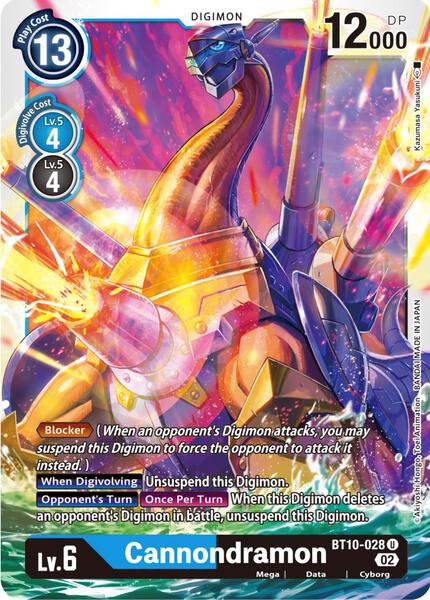 Play Cost
13
DIGIMON
DP
12000
Digivolve Cost
Lv.5
4
Lv.5
4
Kazumasa Yasukuni
©Akiyoshi Hongo, Toei Animation ・BANDAI MADE IN JAPAN
Blocker (When an opponent's Digimon attacks, you may
suspend this Digimon to force the opponent to attack it
instead.)
When Digivolving Unsuspend this Digimon.
Opponent's Turn Once Per Turn When this Digimon deletes
an opponent's Digimon in battle, unsuspend this Digimon.
Lv.6
Cannondramon
BT10-028 U
02
Mega | Data | Cyborg